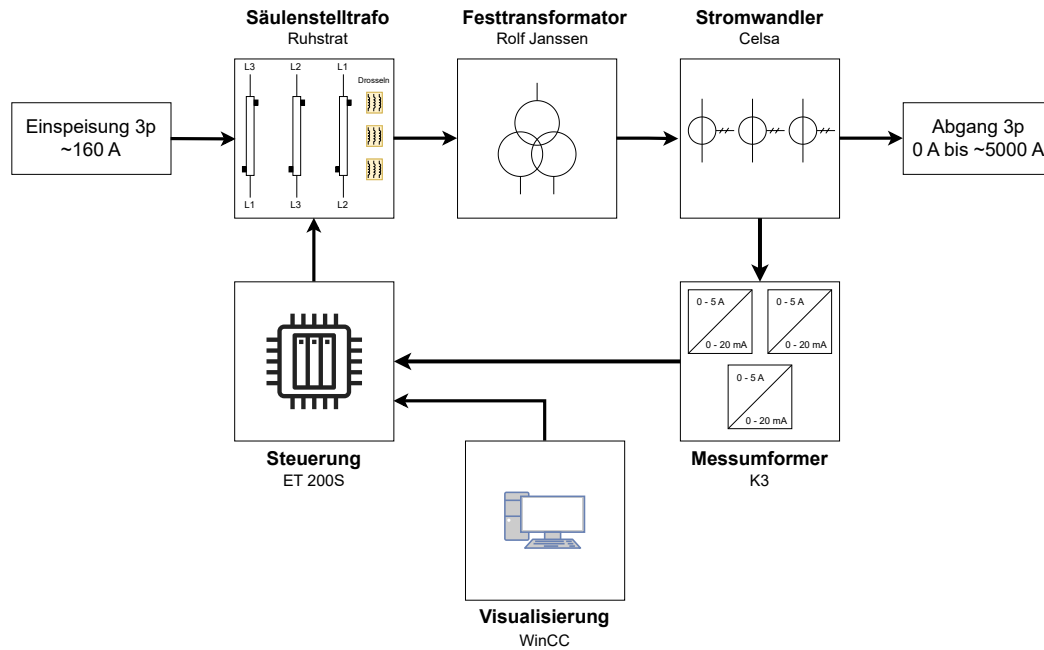 Säulenstelltrafo
Ruhstrat
Festtransformator
Rolf Janssen
Stromwandler
Celsa
L3
L2
L1
Drosseln
L1
L3
L2
Einspeisung 3p
~160 A
Abgang 3p
0 A bis ~5000 A
0 - 5 A
0 - 20 mA
0 - 5 A
0 - 20 mA
0 - 5 A
0 - 20 mA
Steuerung
ET 200S
Messumformer
K3
Visualisierung
WinCC